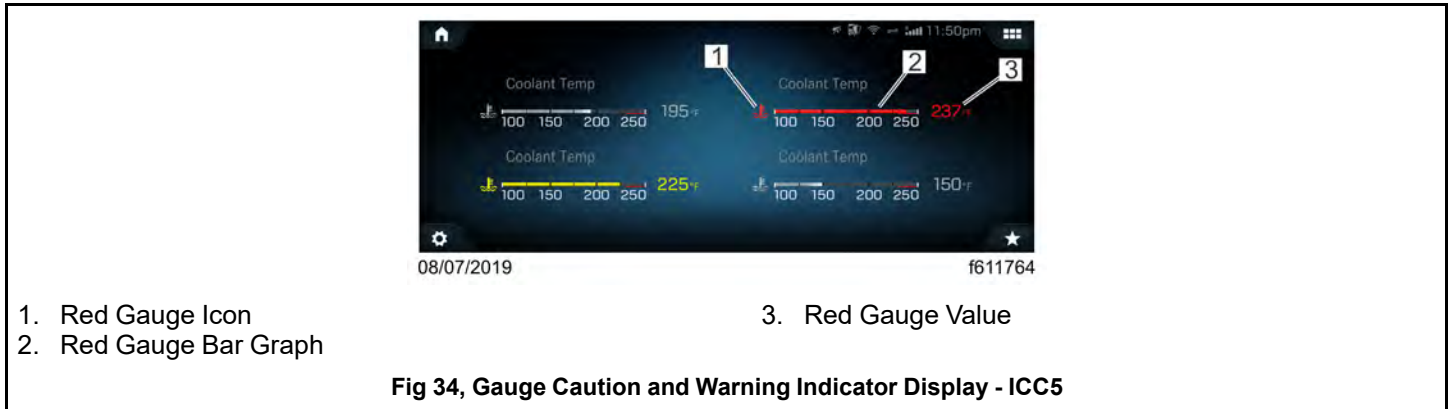 11:50pm
1 2 3
Coolant Temp Coolant Temp
195°F 237°F
100 150 200 250 100 150 200 250
Coolant Temp Coolant Temp
225°F 150°F
100 150 200 250 100 150 200 250
08/07/2019 f611764
1. Red Gauge Icon 3. Red Gauge Value
2. Red Gauge Bar Graph
Fig 34, Gauge Caution and Warning Indicator Display - ICC5